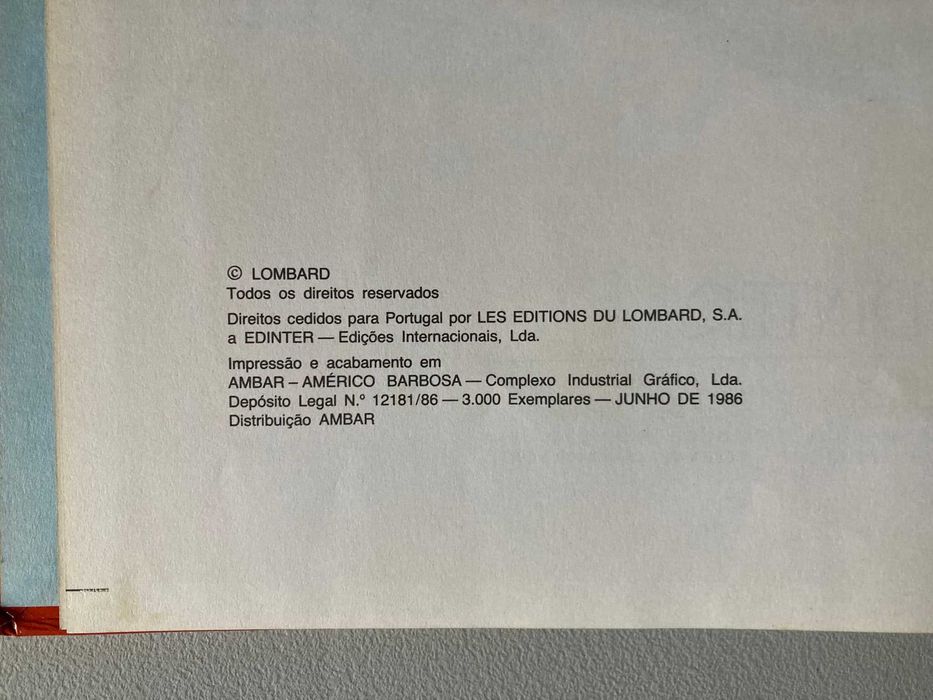 © LOMBARD
Todos os direitos reservados
Direitos cedidos para Portugal por LES EDITIONS DU LOMBARD, S.A.
a EDINTER — Edições Internacionais, Lda.
Impressão e acabamento em
AMBAR – AMÉRICO BARBOSA — Complexo Industrial Gráfico, Lda.
Depósito Legal N.º 12181/86 — 3.000 Exemplares — JUNHO DE 1986
Distribuição AMBAR